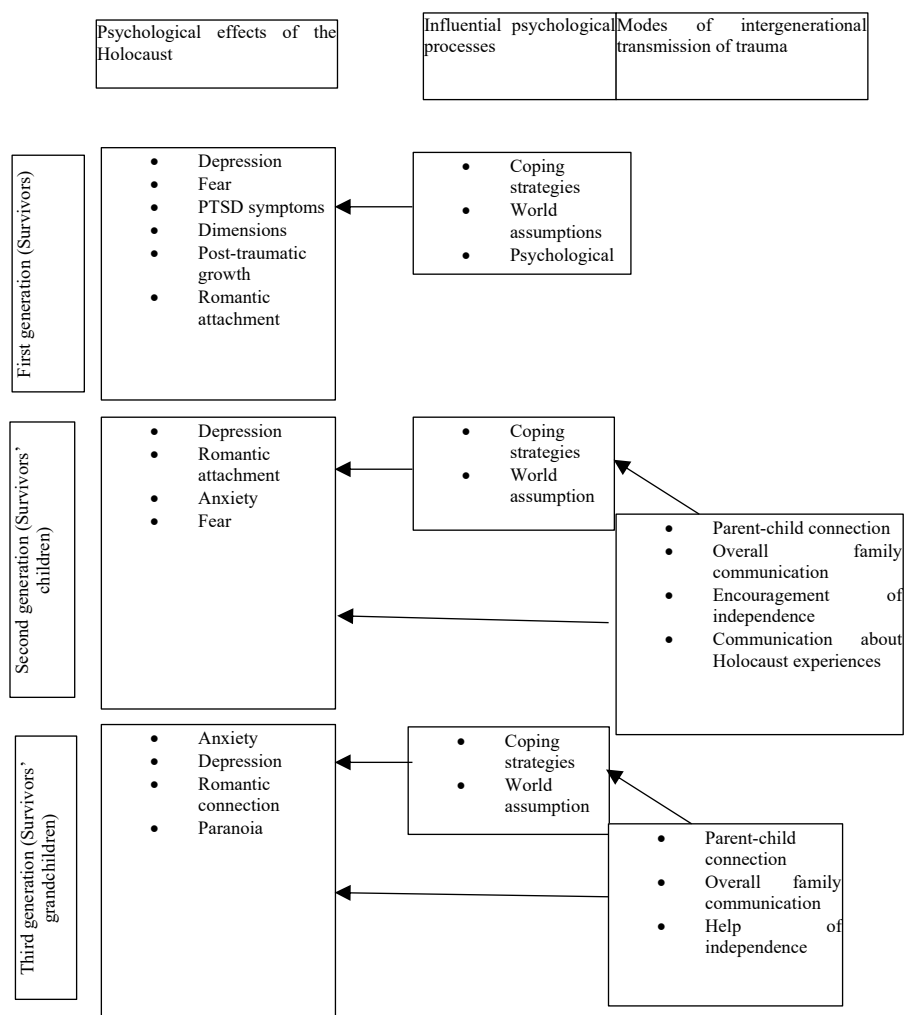 Psychological effects of the
Holocaust
Influential psychological
processes
Modes of intergenerational
transmission of trauma
First generation (Survivors)
• Depression
• Fear
• PTSD symptoms
• Dimensions
• Post-traumatic
growth
• Romantic
attachment
• Coping
strategies
• World
assumptions
• Psychological
Second generation (Survivors'
children)
• Depression
• Romantic
attachment
• Anxiety
• Fear
• Coping
strategies
• World
assumption
• Parent-child connection
• Overall family
communication
• Encouragement of
independence
• Communication about
Holocaust experiences
Third generation (Survivors'
grandchildren)
• Anxiety
• Depression
• Romantic
connection
• Paranoia
• Coping
strategies
• World
assumption
• Parent-child
connection
• Overall family
communication
• Help of
independence